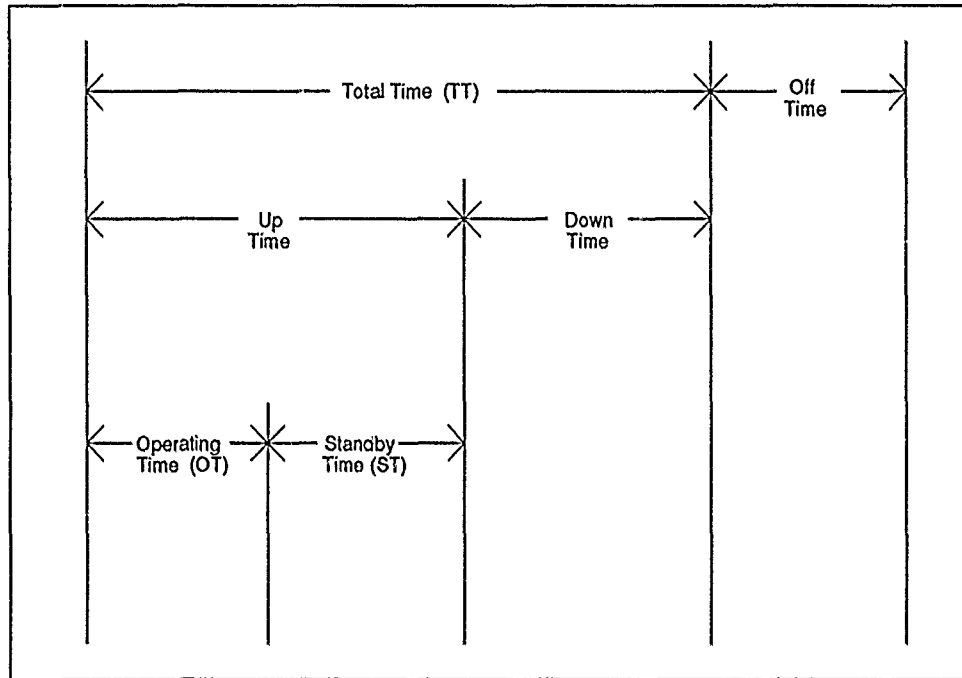 Total Time (TT)
Off
Time
Up
Time
Down
Time
Operating
Time (OT)
Standby
Time (ST)